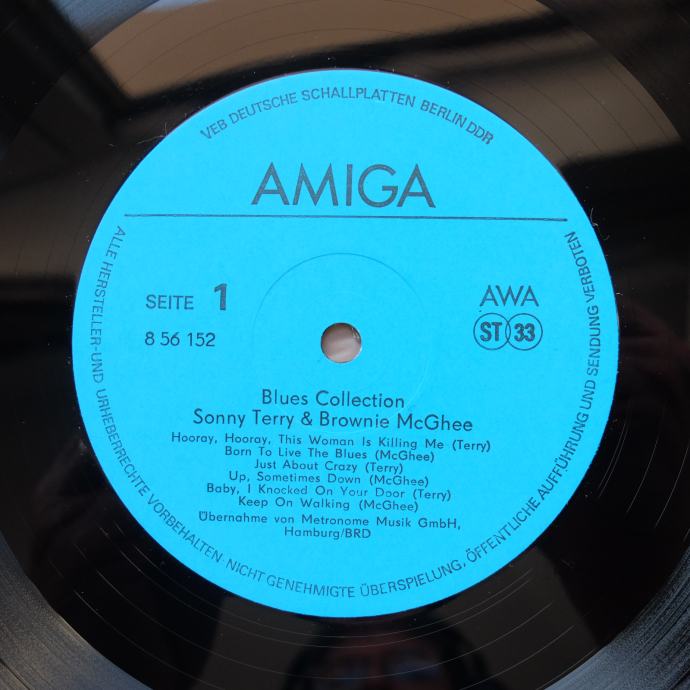 VEB DEUTSCHE SCHALLPLATTEN BERLIN DDR
AMIGA
SEITE 1
8 56 152
AWA
ST 33
Blues Collection
Sonny Terry & Brownie McGhee
Hooray, Hooray, This Woman Is Killing Me (Terry)
Born To Live The Blues (McGhee)
Just About Crazy (Terry)
Up, Sometimes Down (McGhee)
Baby, I Knocked On Your Door (Terry)
Keep On Walking (McGhee)
Übernahme von Metronome Musik GmbH,
Hamburg/BRD
ALLE HERSTELLER-UND URHEBERRECHTE VORBEHALTEN· NICHT GENEHMIGTE ÜBERSPIELUNG, ÖFFENTLICHE AUFFÜHRUNG UND SENDUNG VERBOTEN